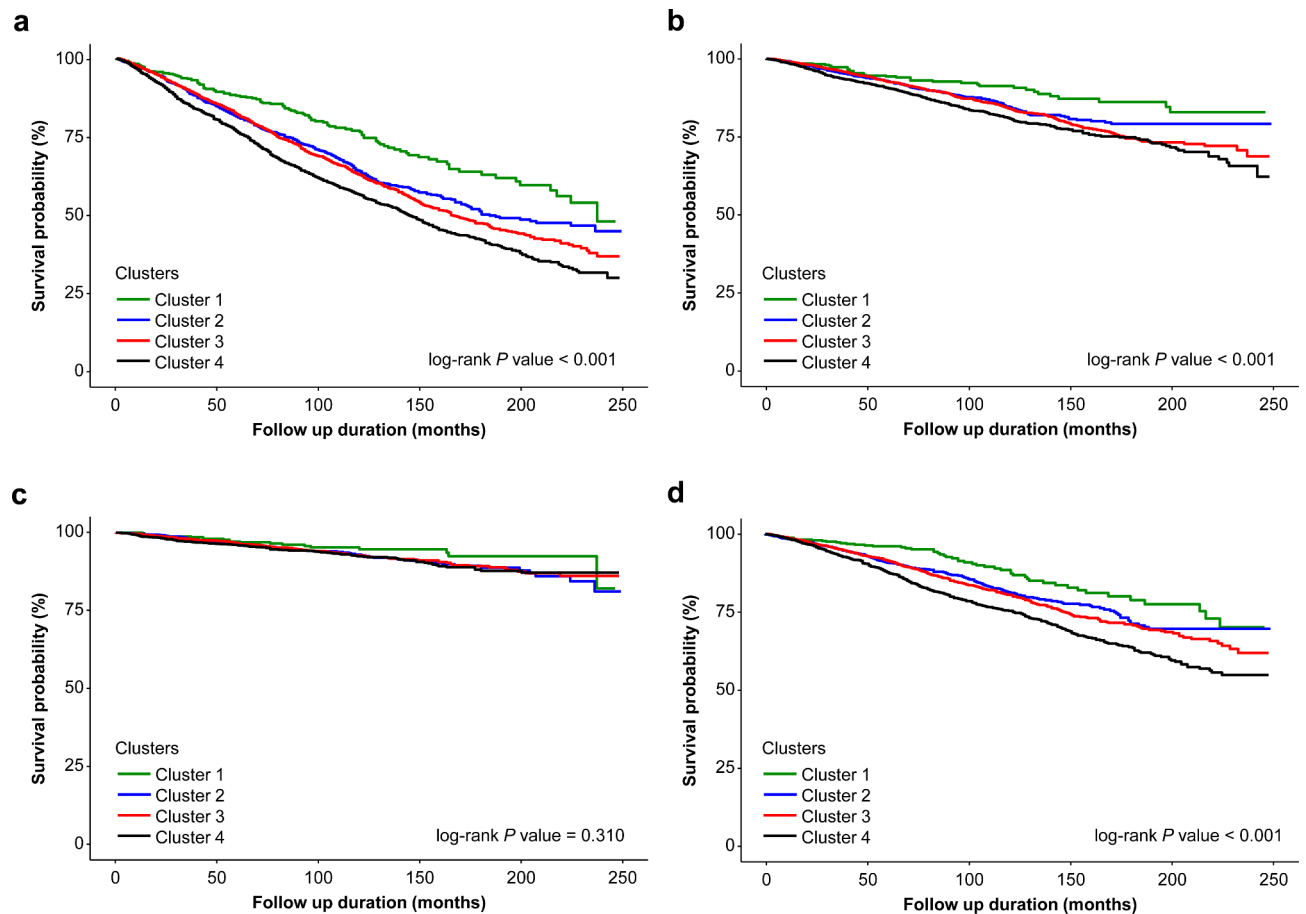 a
100
75
50
25
0
Survival probability (%)
Clusters
Cluster 1
Cluster 2
Cluster 3
Cluster 4
log-rank P value < 0.001
0 50 100 150 200 250
Follow up duration (months)
b
100
75
50
25
0
Survival probability (%)
Clusters
Cluster 1
Cluster 2
Cluster 3
Cluster 4
log-rank P value < 0.001
0 50 100 150 200 250
Follow up duration (months)
c
100
75
50
25
0
Survival probability (%)
Clusters
Cluster 1
Cluster 2
Cluster 3
Cluster 4
log-rank P value = 0.310
0 50 100 150 200 250
Follow up duration (months)
d
100
75
50
25
0
Survival probability (%)
Clusters
Cluster 1
Cluster 2
Cluster 3
Cluster 4
log-rank P value < 0.001
0 50 100 150 200 250
Follow up duration (months)